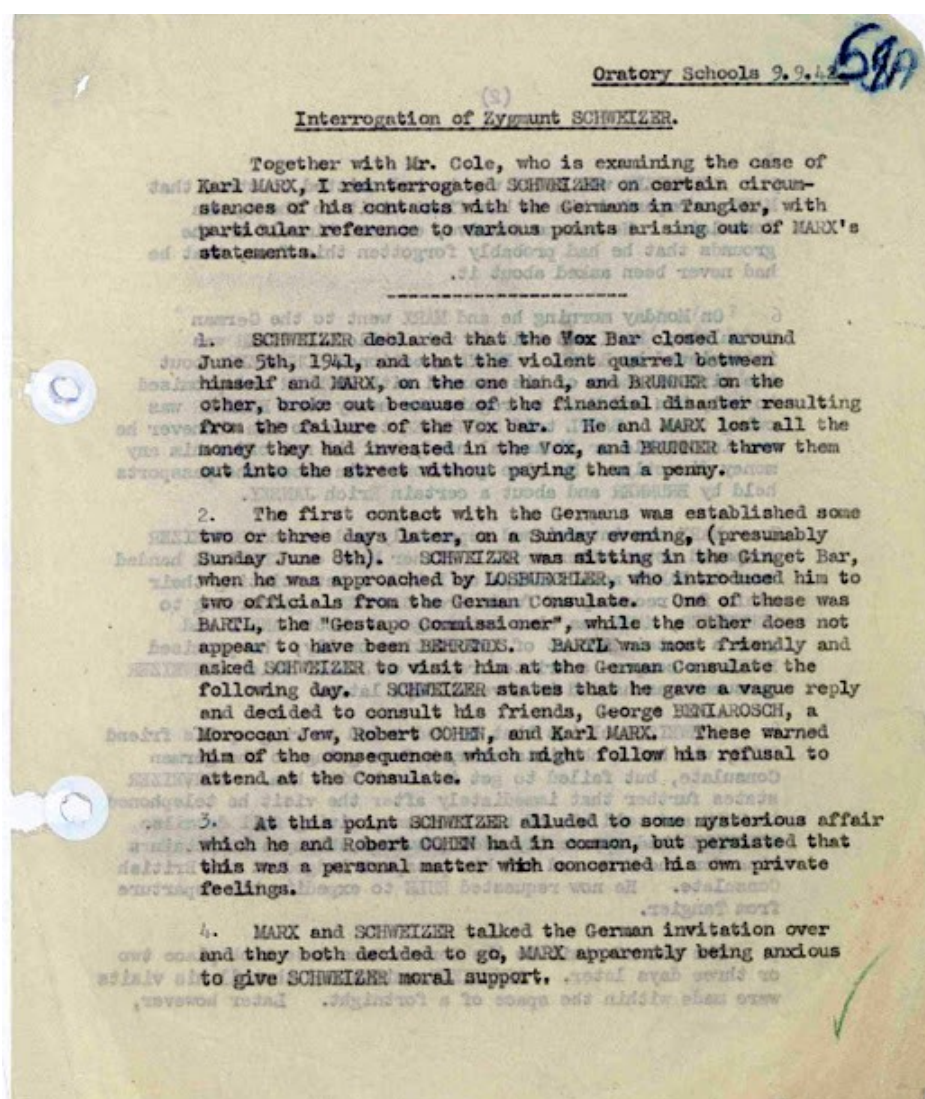 Oratory Schools 9.9.42
Interrogation of Zygmunt SCHWEIZER.
Together with Mr. Cole, who is examining the case of
Karl MARX, I reinterrogated SCHWEIZER on certain circum-
stances of his contacts with the Germans in Tangier, with
particular reference to various points arising out of MARX's
statements.
------------------------
1. SCHWEIZER declared that the Vox Bar closed around
June 5th, 1941, and that the violent quarrel between
himself and MARX, on the one hand, and BRUNNER on the
other, broke out because of the financial disaster resulting
from the failure of the Vox bar. He and MARX lost all the
money they had invested in the Vox, and BRUNNER threw them
out into the street without paying them a penny.
2. The first contact with the Germans was established some
two or three days later, on a Sunday evening, (presumably
Sunday June 8th). SCHWEIZER was sitting in the Ginget Bar,
when he was approached by LOSBUECHLER, who introduced him to
two officials from the German Consulate. One of these was
BARTL, the "Gestapo Commissioner", while the other does not
appear to have been BEHRENDS. BARTL was most friendly and
asked SCHWEIZER to visit him at the German Consulate the
following day. SCHWEIZER states that he gave a vague reply
and decided to consult his friends, George BENIAROSCH, a
Moroccan Jew, Robert COHEN, and Karl MARX. These warned
him of the consequences which might follow his refusal to
attend at the Consulate.
3. At this point SCHWEIZER alluded to some mysterious affair
which he and Robert COHEN had in common, but persisted that
this was a personal matter which concerned his own private
feelings.
4. MARX and SCHWEIZER talked the German invitation over
and they both decided to go, MARX apparently being anxious
to give SCHWEIZER moral support.